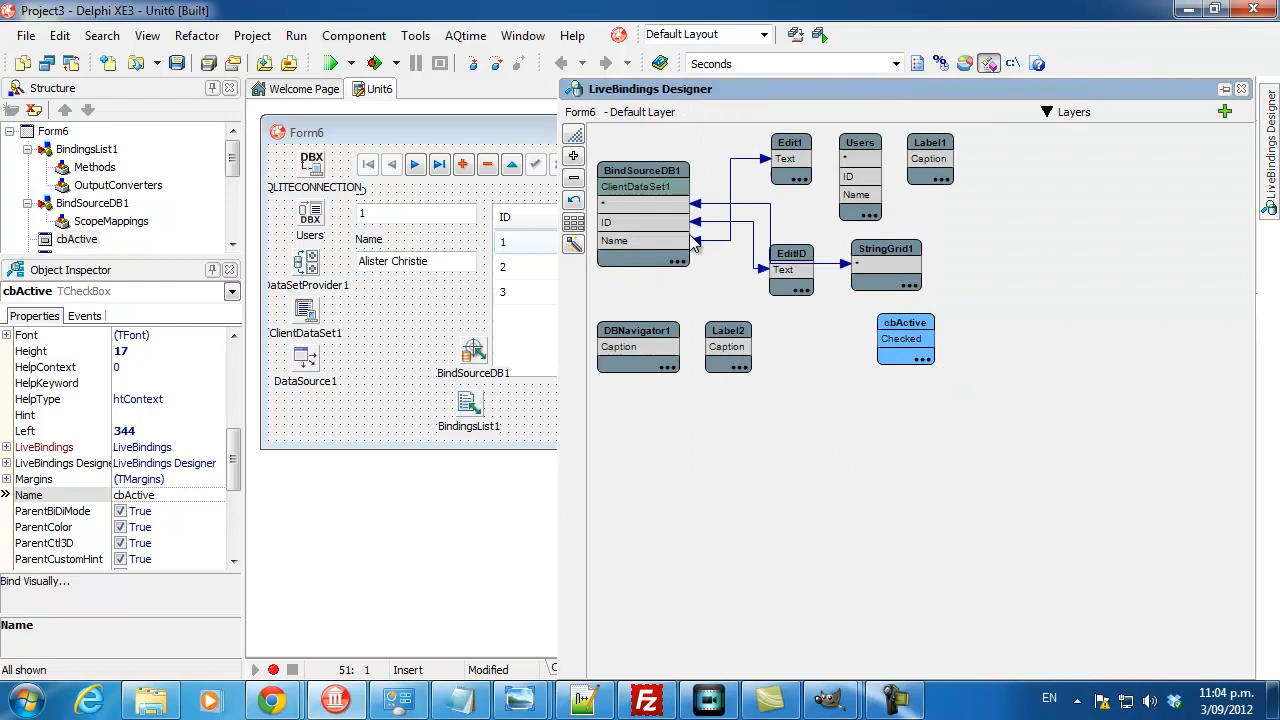 Project3 - Delphi XE3 - Unit6 [Built]
File Edit Search View Refactor Project Run Component Tools AQtime Window Help
Default Layout
Seconds
Structure
Form6
BindingsList1
Methods
OutputConverters
BindSourceDB1
ScopeMappings
cbActive
Object Inspector
cbActive TCheckBox
Properties Events
Font (TFont)
Height 17
HelpContext 0
HelpKeyword
HelpType htContext
Hint
Left 344
LiveBindings LiveBindings
LiveBindings Designe LiveBindings Designer
Margins (TMargins)
Name cbActive
ParentBiDiMode True
ParentColor True
ParentCtl3D True
ParentCustomHint True
Bind Visually...
Name
All shown
Welcome Page Unit6
Form6
DBX
QLITECONNECTION
DBX
Users
DataSetProvider1
ClientDataSet1
DataSource1
1
Name
Alister Christie
ID
1
2
3
BindSourceDB1
BindingsList1
51: 1 Insert Modified
LiveBindings Designer
Form6 - Default Layer
Layers
BindSourceDB1
ClientDataSet1
*
ID
Name
Edit1
Text
Users
*
ID
Name
Label1
Caption
EditID
Text
StringGrid1
*
DBNavigator1
Caption
Label2
Caption
cbActive
Checked
LiveBindings Designer
EN
11:04 p.m.
3/09/2012